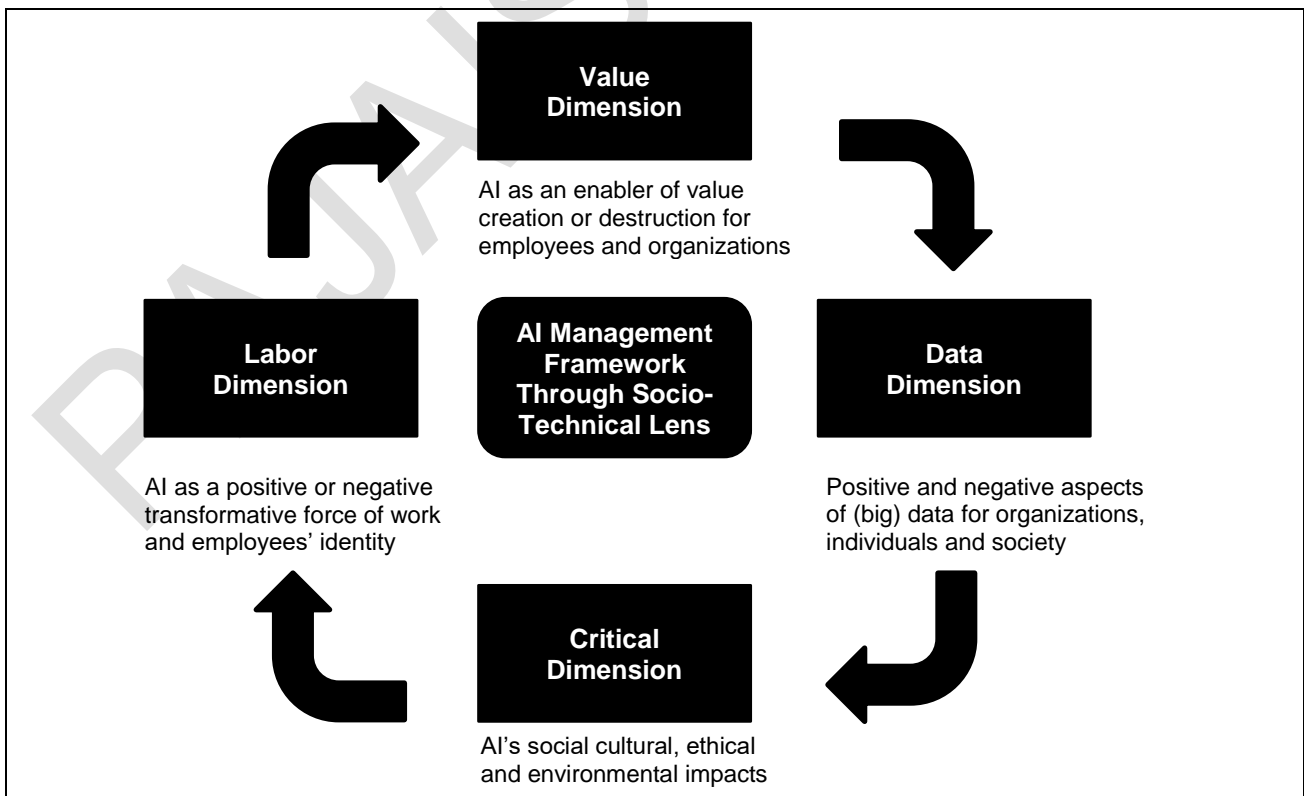 Value
Dimension
AI as an enabler of value
creation or destruction for
employees and organizations
Labor
Dimension
AI Management
Framework
Through Socio-
Technical Lens
Data
Dimension
AI as a positive or negative
transformative force of work
and employees’ identity
Positive and negative aspects
of (big) data for organizations,
individuals and society
Critical
Dimension
AI’s social cultural, ethical
and environmental impacts